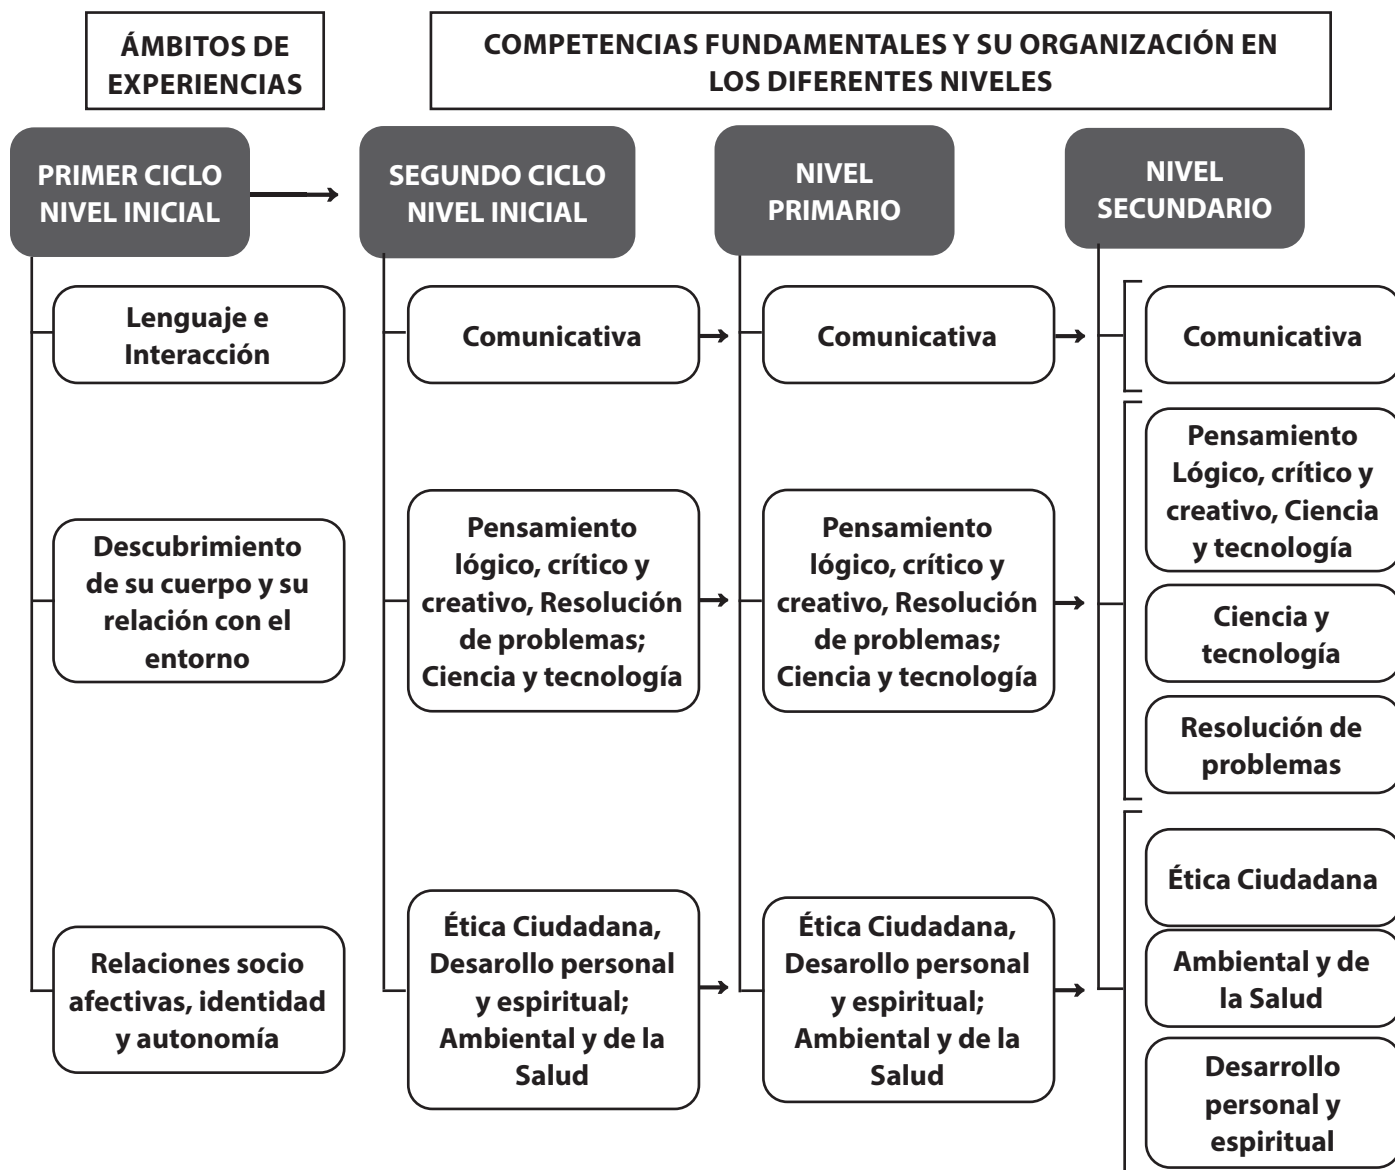 ÁMBITOS DE
EXPERIENCIAS
COMPETENCIAS FUNDAMENTALES Y SU ORGANIZACIÓN EN
LOS DIFERENTES NIVELES
PRIMER CICLO
NIVEL INICIAL
SEGUNDO CICLO
NIVEL INICIAL
NIVEL
PRIMARIO
NIVEL
SECUNDARIO
Lenguaje e
Interacción
Comunicativa
Comunicativa
Comunicativa
Descubrimiento
de su cuerpo y su
relación con el
entorno
Pensamiento
lógico, crítico y
creativo, Resolución
de problemas;
Ciencia y tecnología
Pensamiento
lógico, crítico y
creativo, Resolución
de problemas;
Ciencia y tecnología
Pensamiento
Lógico, crítico y
creativo, Ciencia
y tecnología
Ciencia y
tecnología
Resolución de
problemas
Relaciones socio
afectivas, identidad
y autonomía
Ética Ciudadana,
Desarollo personal
y espiritual;
Ambiental y de la
Salud
Ética Ciudadana,
Desarollo personal
y espiritual;
Ambiental y de la
Salud
Ética Ciudadana
Ambiental y de
la Salud
Desarrollo
personal y
espiritual